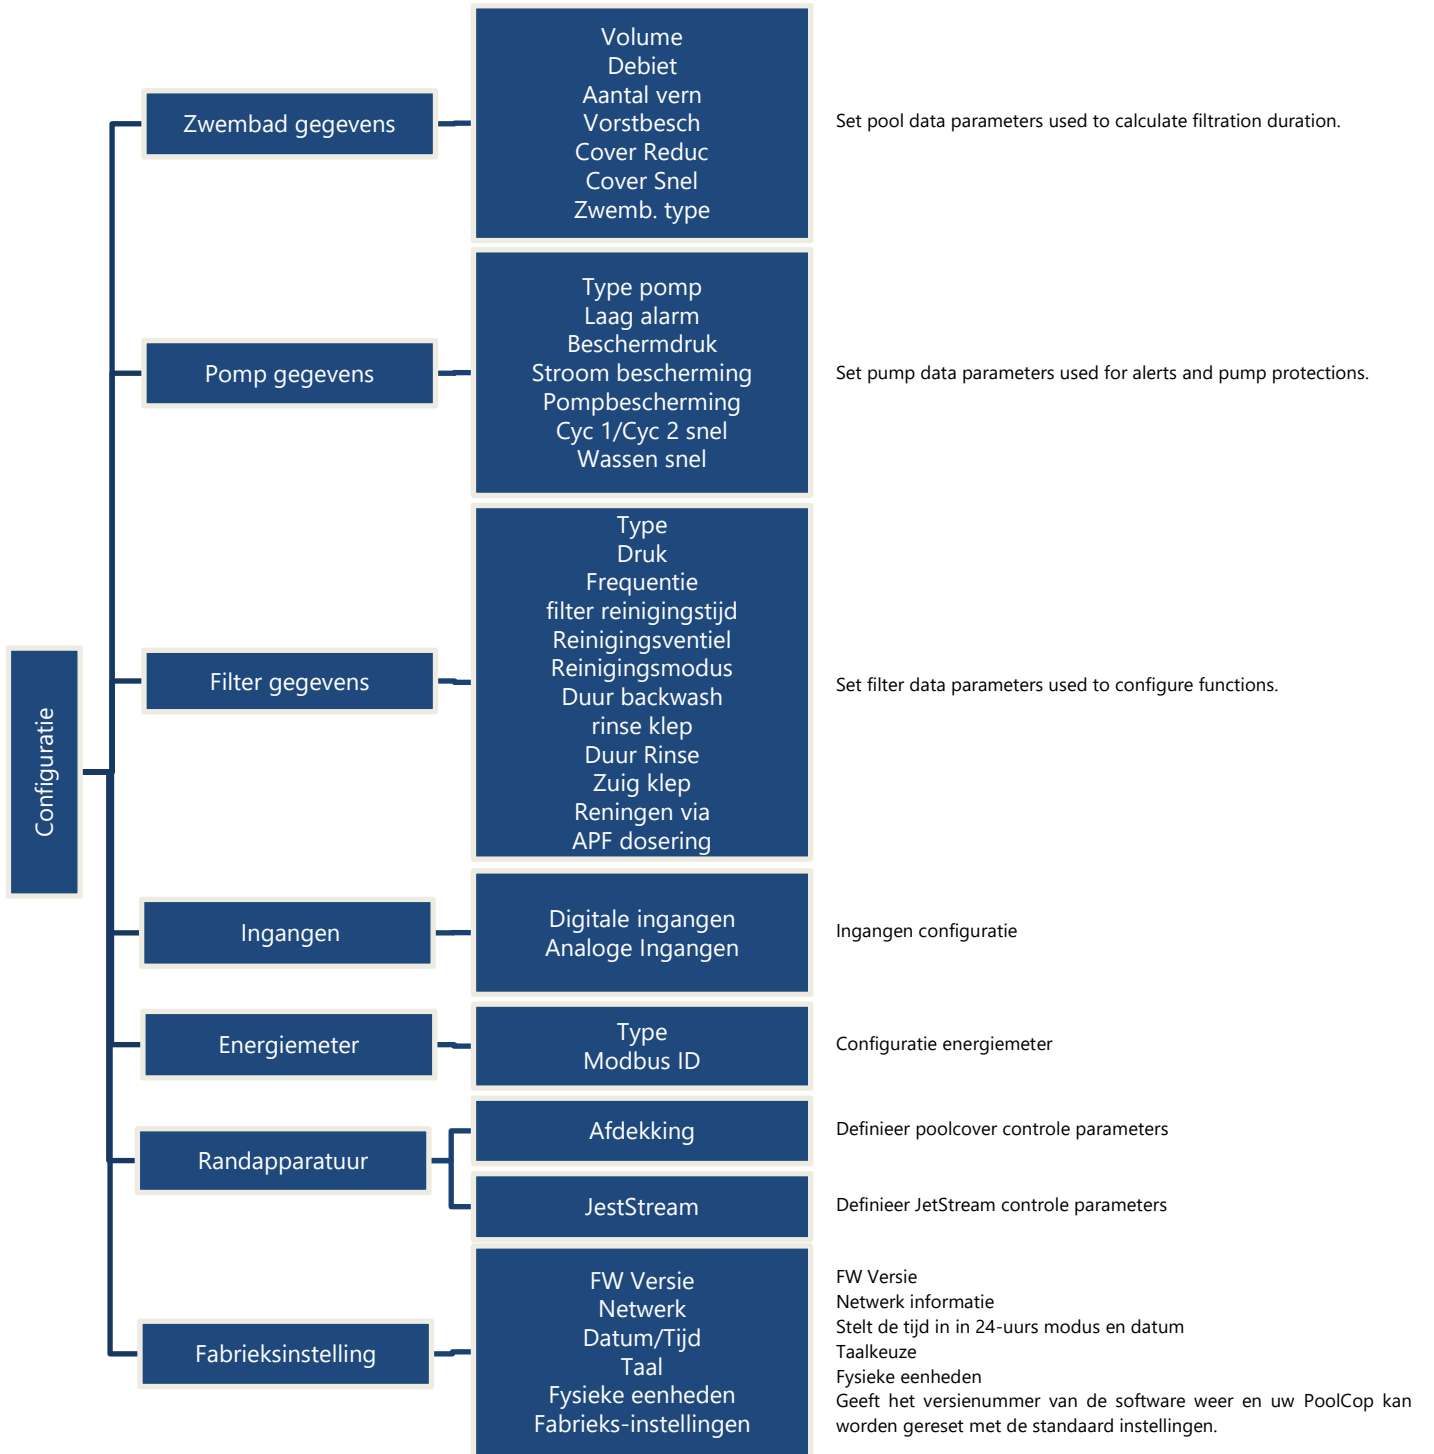 Configuratie
Zwembad gegevens
Volume
Debiet
Aantal vern
Vorstbesch
Cover Reduc
Cover Snel
Zwemb. type
Set pool data parameters used to calculate filtration duration.
Pomp gegevens
Type pomp
Laag alarm
Beschermdruk
Stroom bescherming
Pompbescherming
Cyc 1/Cyc 2 snel
Wassen snel
Set pump data parameters used for alerts and pump protections.
Filter gegevens
Type
Druk
Frequentie
filter reinigingstijd
Reinigingsventiel
Reinigingsmodus
Duur backwash
rinse klep
Duur Rinse
Zuig klep
Reningen via
APF dosering
Set filter data parameters used to configure functions.
Ingangen
Digitale ingangen
Analoge Ingangen
Ingangen configuratie
Energiemeter
Type
Modbus ID
Configuratie energiemeter
Randapparatuur
Afdekking
Definieer poolcover controle parameters
JestStream
Definieer JetStream controle parameters
Fabrieksinstelling
FW Versie
Netwerk
Datum/Tijd
Taal
Fysieke eenheden
Fabrieks-instellingen
FW Versie
Netwerk informatie
Stelt de tijd in in 24-uurs modus en datum
Taalkeuze
Fysieke eenheden
Geeft het versienummer van de software weer en uw PoolCop kan
worden gereset met de standaard instellingen.